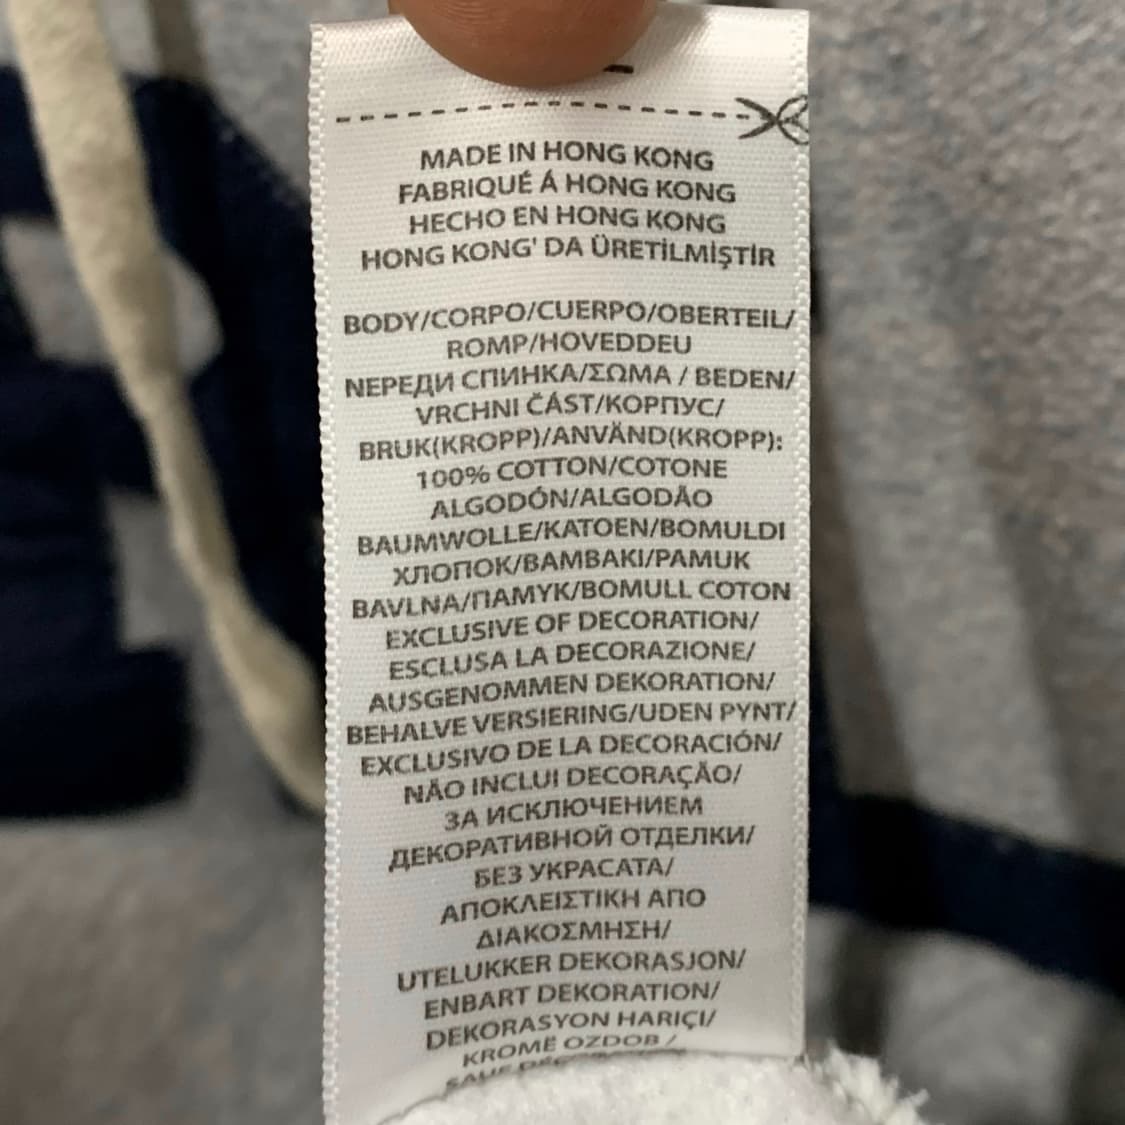 MADE IN HONG KONG
FABRIQUÉ Á HONG KONG
HECHO EN HONG KONG
HONG KONG' DA ÜRETİLMİŞTİR
BODY/CORPO/CUERPO/OBERTEIL/
ROMP/HOVEDDEU
NЕРЕДИ СПИНКА/ΣΩΜΑ / BEDEN/
VRCHNI ČÁST/КОРПУС/
BRUK(KROPP)/ANVÄND(KROPP):
100% COTTON/COTONE
ALGODÓN/ALGODÃO
BAUMWOLLE/KATOEN/BOMULDI
ХЛОПОК/BAMBAKI/PAMUK
BAVLNA/ПАМУК/BOMULL COTON
EXCLUSIVE OF DECORATION/
ESCLUSA LA DECORAZIONE/
AUSGENOMMEN DEKORATION/
BEHALVE VERSIERING/UDEN PYNT/
EXCLUSIVO DE LA DECORACIÓN/
NÃO INCLUI DECORAÇÃO/
ЗА ИСКЛЮЧЕНИЕМ
ДЕКОРАТИВНОЙ ОТДЕЛКИ/
БЕЗ УКРАСАТА/
ΑΠΟΚΛΕΙΣΤΙΚΗ ΑΠΟ
ΔΙΑΚΟΣΜΗΣΗ/
UTELUKKER DEKORASJON/
ENBART DEKORATION/
DEKORASYON HARIÇI/
KROMĚ OZDOB /
SAUF